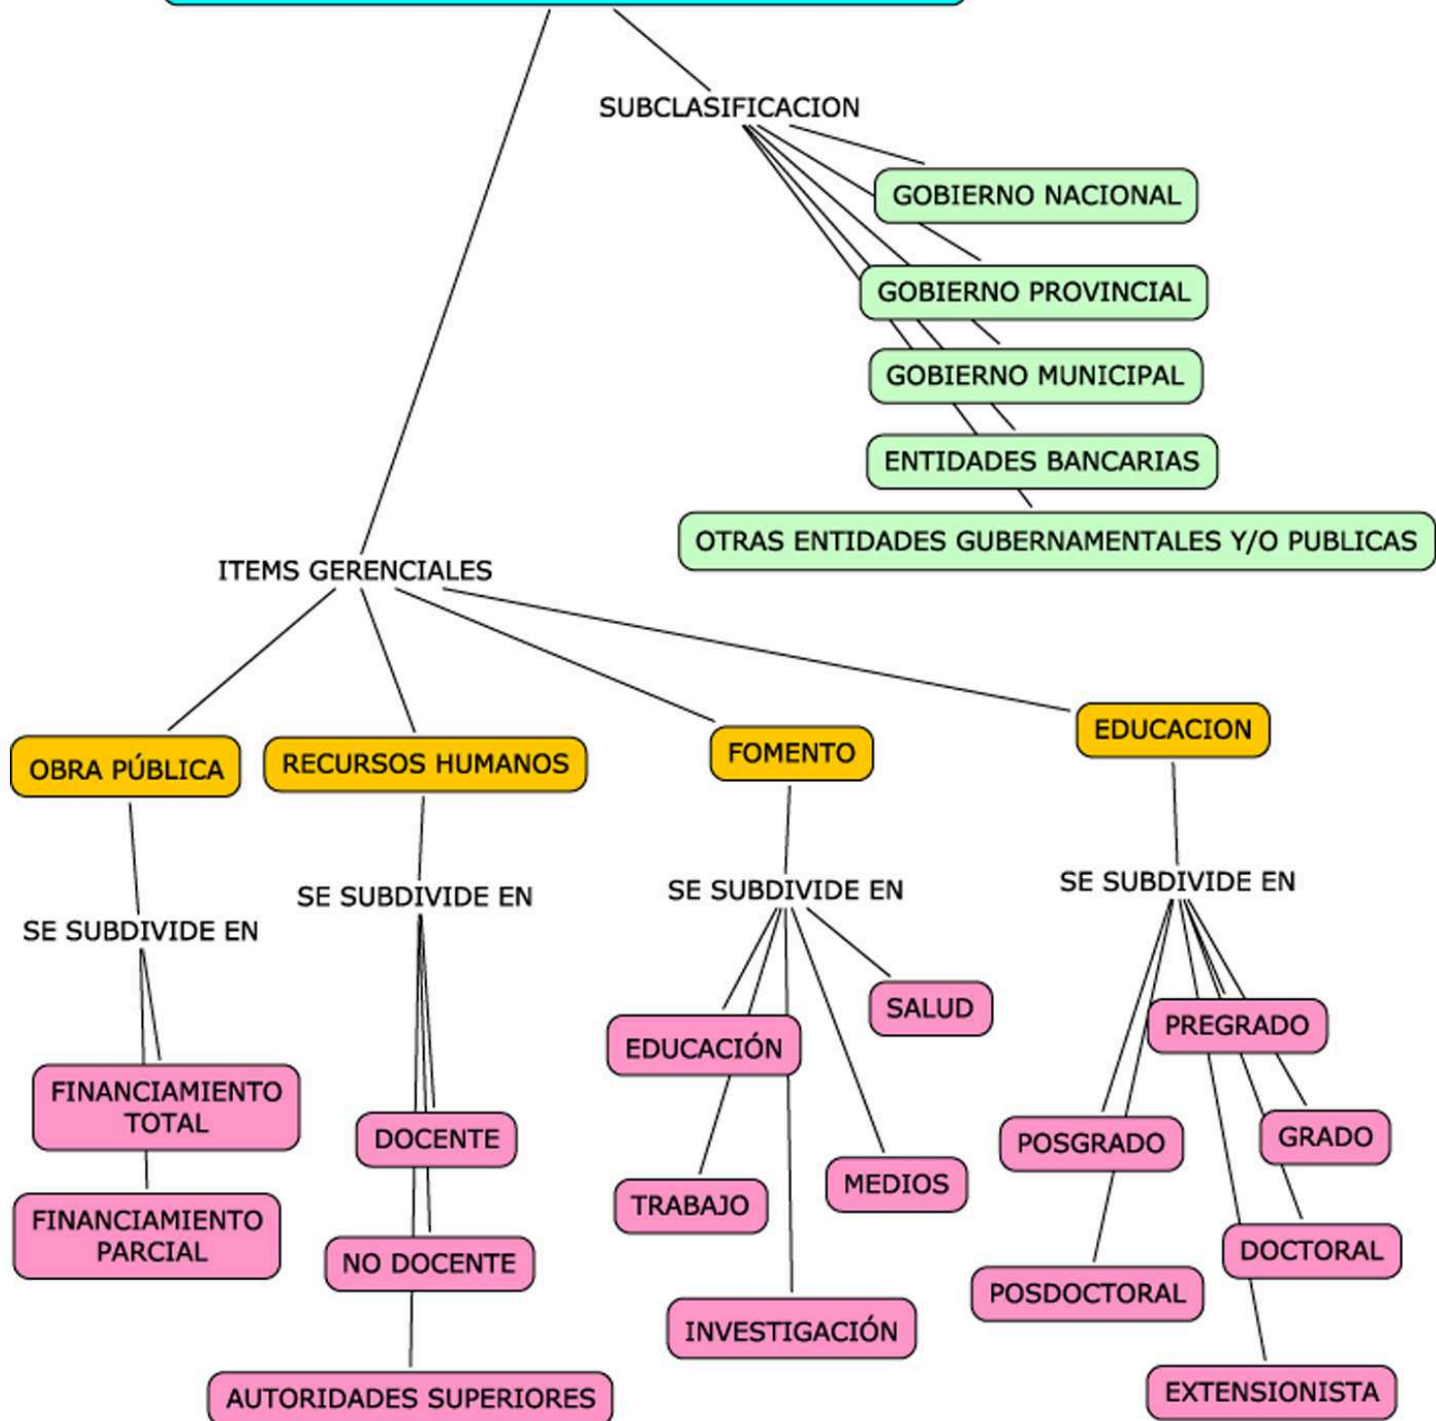 SUBCLASIFICACION
GOBIERNO NACIONAL
GOBIERNO PROVINCIAL
GOBIERNO MUNICIPAL
ENTIDADES BANCARIAS
OTRAS ENTIDADES GUBERNAMENTALES Y/O PUBLICAS
ITEMS GERENCIALES
OBRA PÚBLICA
RECURSOS HUMANOS
FOMENTO
EDUCACION
SE SUBDIVIDE EN
SE SUBDIVIDE EN
SE SUBDIVIDE EN
SE SUBDIVIDE EN
FINANCIAMIENTO
TOTAL
FINANCIAMIENTO
PARCIAL
DOCENTE
NO DOCENTE
AUTORIDADES SUPERIORES
SALUD
EDUCACIÓN
MEDIOS
TRABAJO
INVESTIGACIÓN
PREGRADO
POSGRADO
GRADO
DOCTORAL
POSDOCTORAL
EXTENSIONISTA